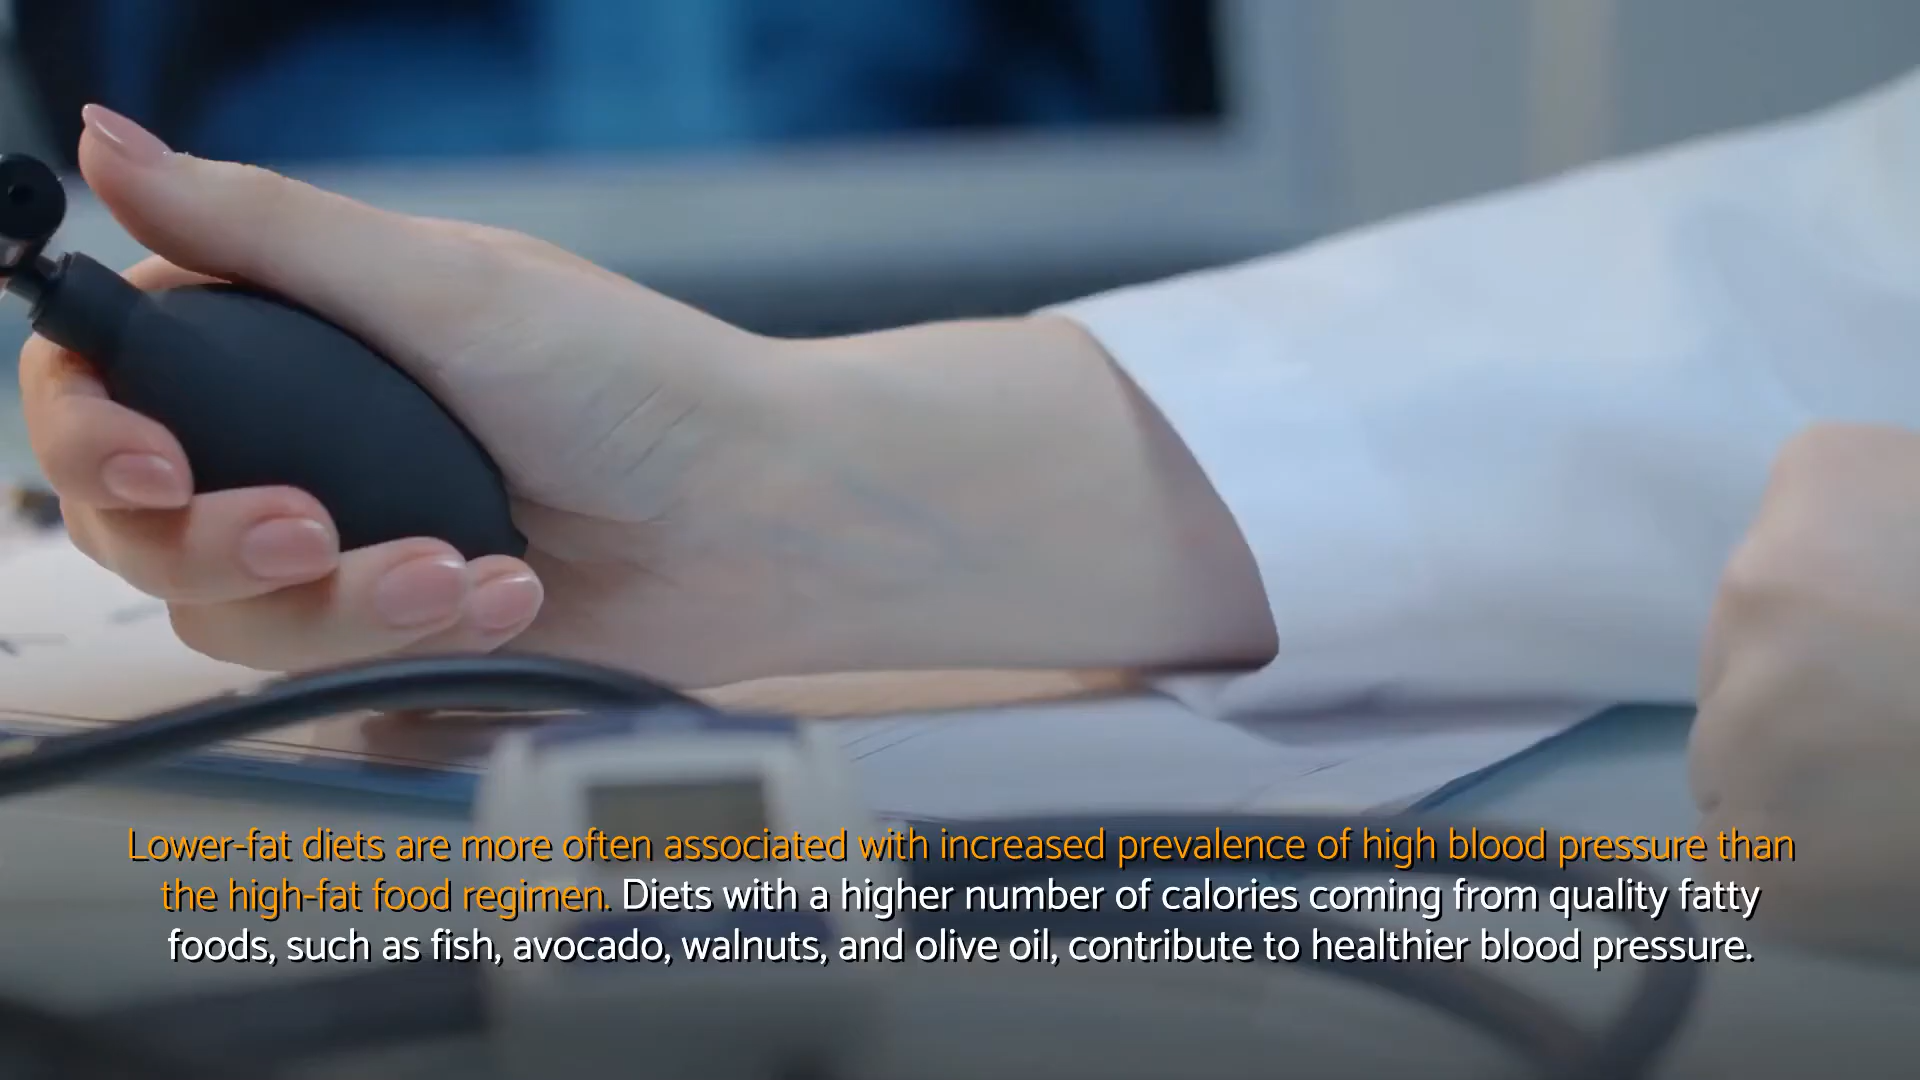 Lower-fat diets are more often associated with increased prevalence of high blood pressure than
the high-fat food regimen. Diets with a higher number of calories coming from quality fatty
foods, such as fish, avocado, walnuts, and olive oil, contribute to healthier blood pressure.